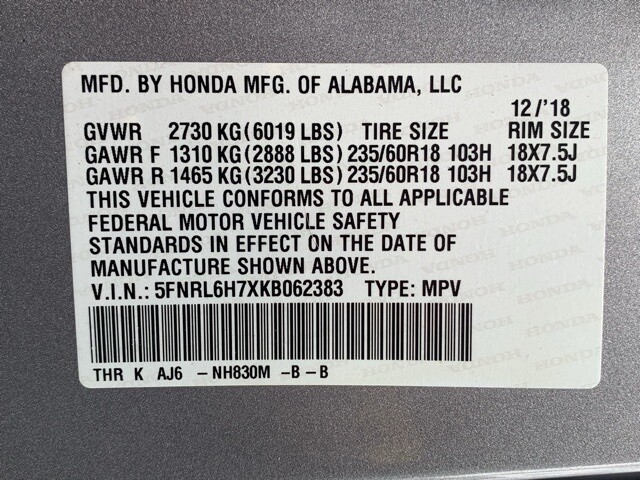 MFD. BY HONDA MFG. OF ALABAMA, LLC
12/'18
GVWR 2730 KG(6019 LBS) TIRE SIZE RIM SIZE
GAWR F 1310 KG(2888 LBS) 235/60R18 103H 18X7.5J
GAWR R 1465 KG(3230 LBS) 235/60R18 103H 18X7.5J
THIS VEHICLE CONFORMS TO ALL APPLICABLE
FEDERAL MOTOR VEHICLE SAFETY
STANDARDS IN EFFECT ON THE DATE OF
MANUFACTURE SHOWN ABOVE.
V.I.N.: 5FNRL6H7XKB062383 TYPE: MPV
THR K AJ6 - NH830M - B - B